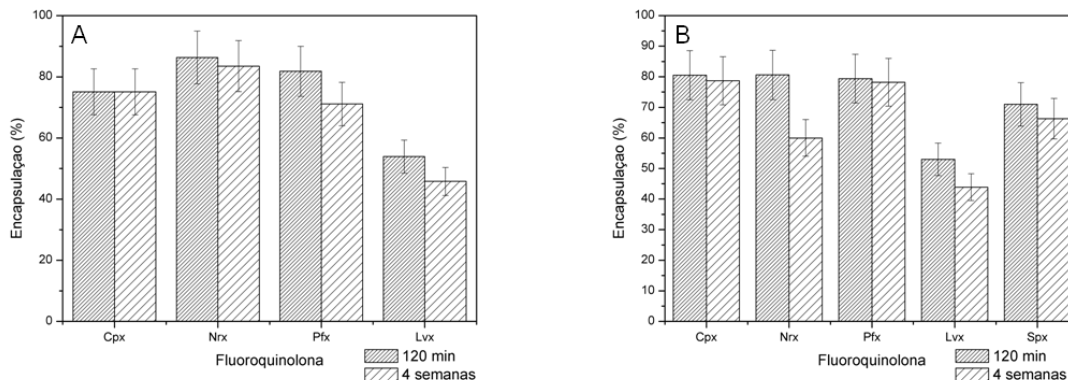 A
Encapsulaçao (%)
100
80
60
40
20
0
Cpx Nrx Pfx Lvx
Fluoroquinolona
120 min
4 semanas
B
Encapsulação (%)
100
90
80
70
60
50
40
30
20
10
0
Cpx Nrx Pfx Lvx Spx
Fluoroquinolona
120 min
4 semanas